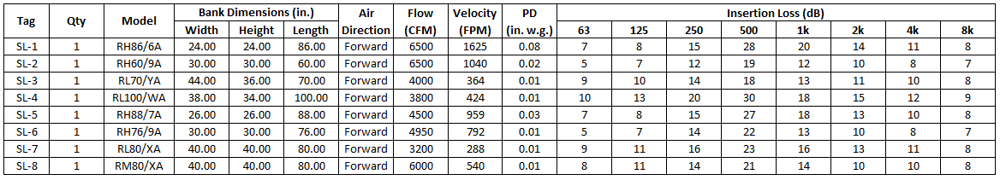 Tag Qty Model Bank Dimensions (in.) Air Direction Flow (CFM) Velocity (FPM) PD (in. w.g.) Insertion Loss (dB)
Width Height Length 63 125 250 500 1k 2k 4k 8k
SL-1 1 RH86/6A 24.00 24.00 86.00 Forward 6500 1625 0.08 7 8 15 28 20 14 11 8
SL-2 1 RH60/9A 30.00 30.00 60.00 Forward 6500 1040 0.02 5 7 12 19 12 10 8 7
SL-3 1 RL70/YA 44.00 36.00 70.00 Forward 4000 364 0.01 9 10 14 18 13 11 10 8
SL-4 1 RL100/WA 38.00 34.00 100.00 Forward 3800 424 0.01 10 13 20 30 18 15 12 9
SL-5 1 RH88/7A 26.00 26.00 88.00 Forward 4500 959 0.03 7 8 15 27 18 13 10 8
SL-6 1 RH76/9A 30.00 30.00 76.00 Forward 4950 792 0.01 5 7 14 22 13 10 8 7
SL-7 1 RL80/XA 40.00 40.00 80.00 Forward 3200 288 0.01 9 11 16 23 16 13 11 8
SL-8 1 RM80/XA 40.00 40.00 80.00 Forward 6000 540 0.01 8 11 14 21 14 10 10 8